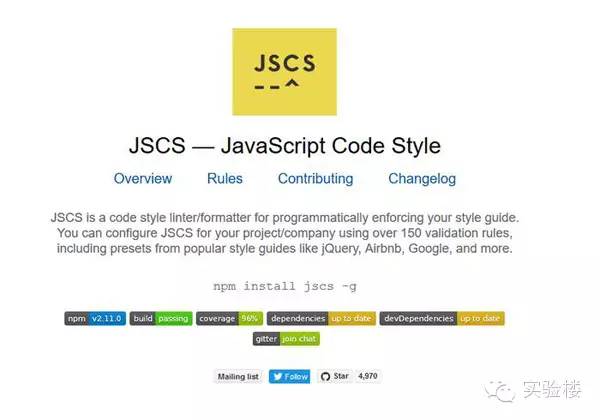 JSCS
--^
JSCS — JavaScript Code Style
Overview Rules Contributing Changelog
JSCS is a code style linter/formatter for programmatically enforcing your style guide.
You can configure JSCS for your project/company using over 150 validation rules,
including presets from popular style guides like jQuery, Airbnb, Google, and more.
npm install jscs -g
npm v2.11.0 build passing coverage 96% dependencies up to date devDependencies up to date
gitter join chat
Mailing list Follow Star 4,970
实验楼